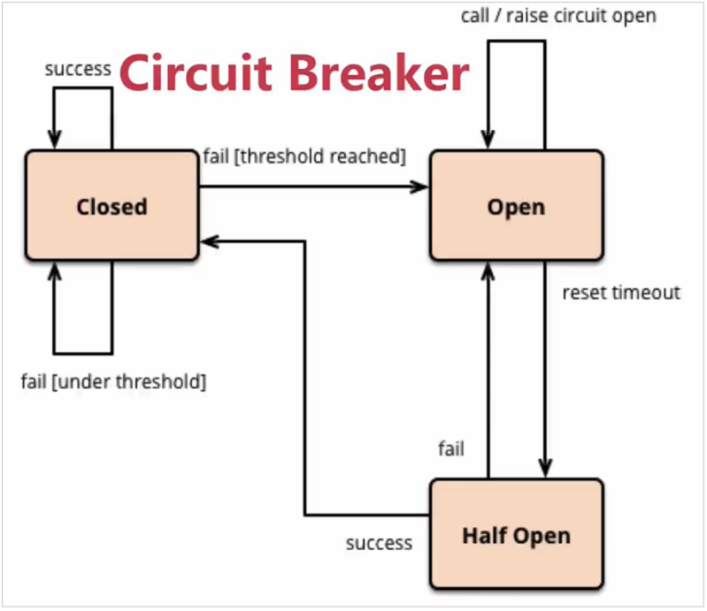 call / raise circuit open
success
Circuit Breaker
fail [threshold reached]
Closed
Open
reset timeout
fail [under threshold]
fail
success
Half Open